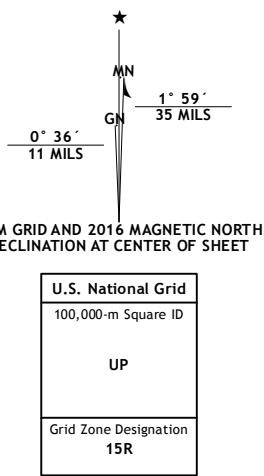 MN
1° 59´
35 MILS
GN
0° 36´
11 MILS
M GRID AND 2016 MAGNETIC NORTH
ECLINATION AT CENTER OF SHEET
U.S. National Grid
100,000-m Square ID
UP
Grid Zone Designation
15R